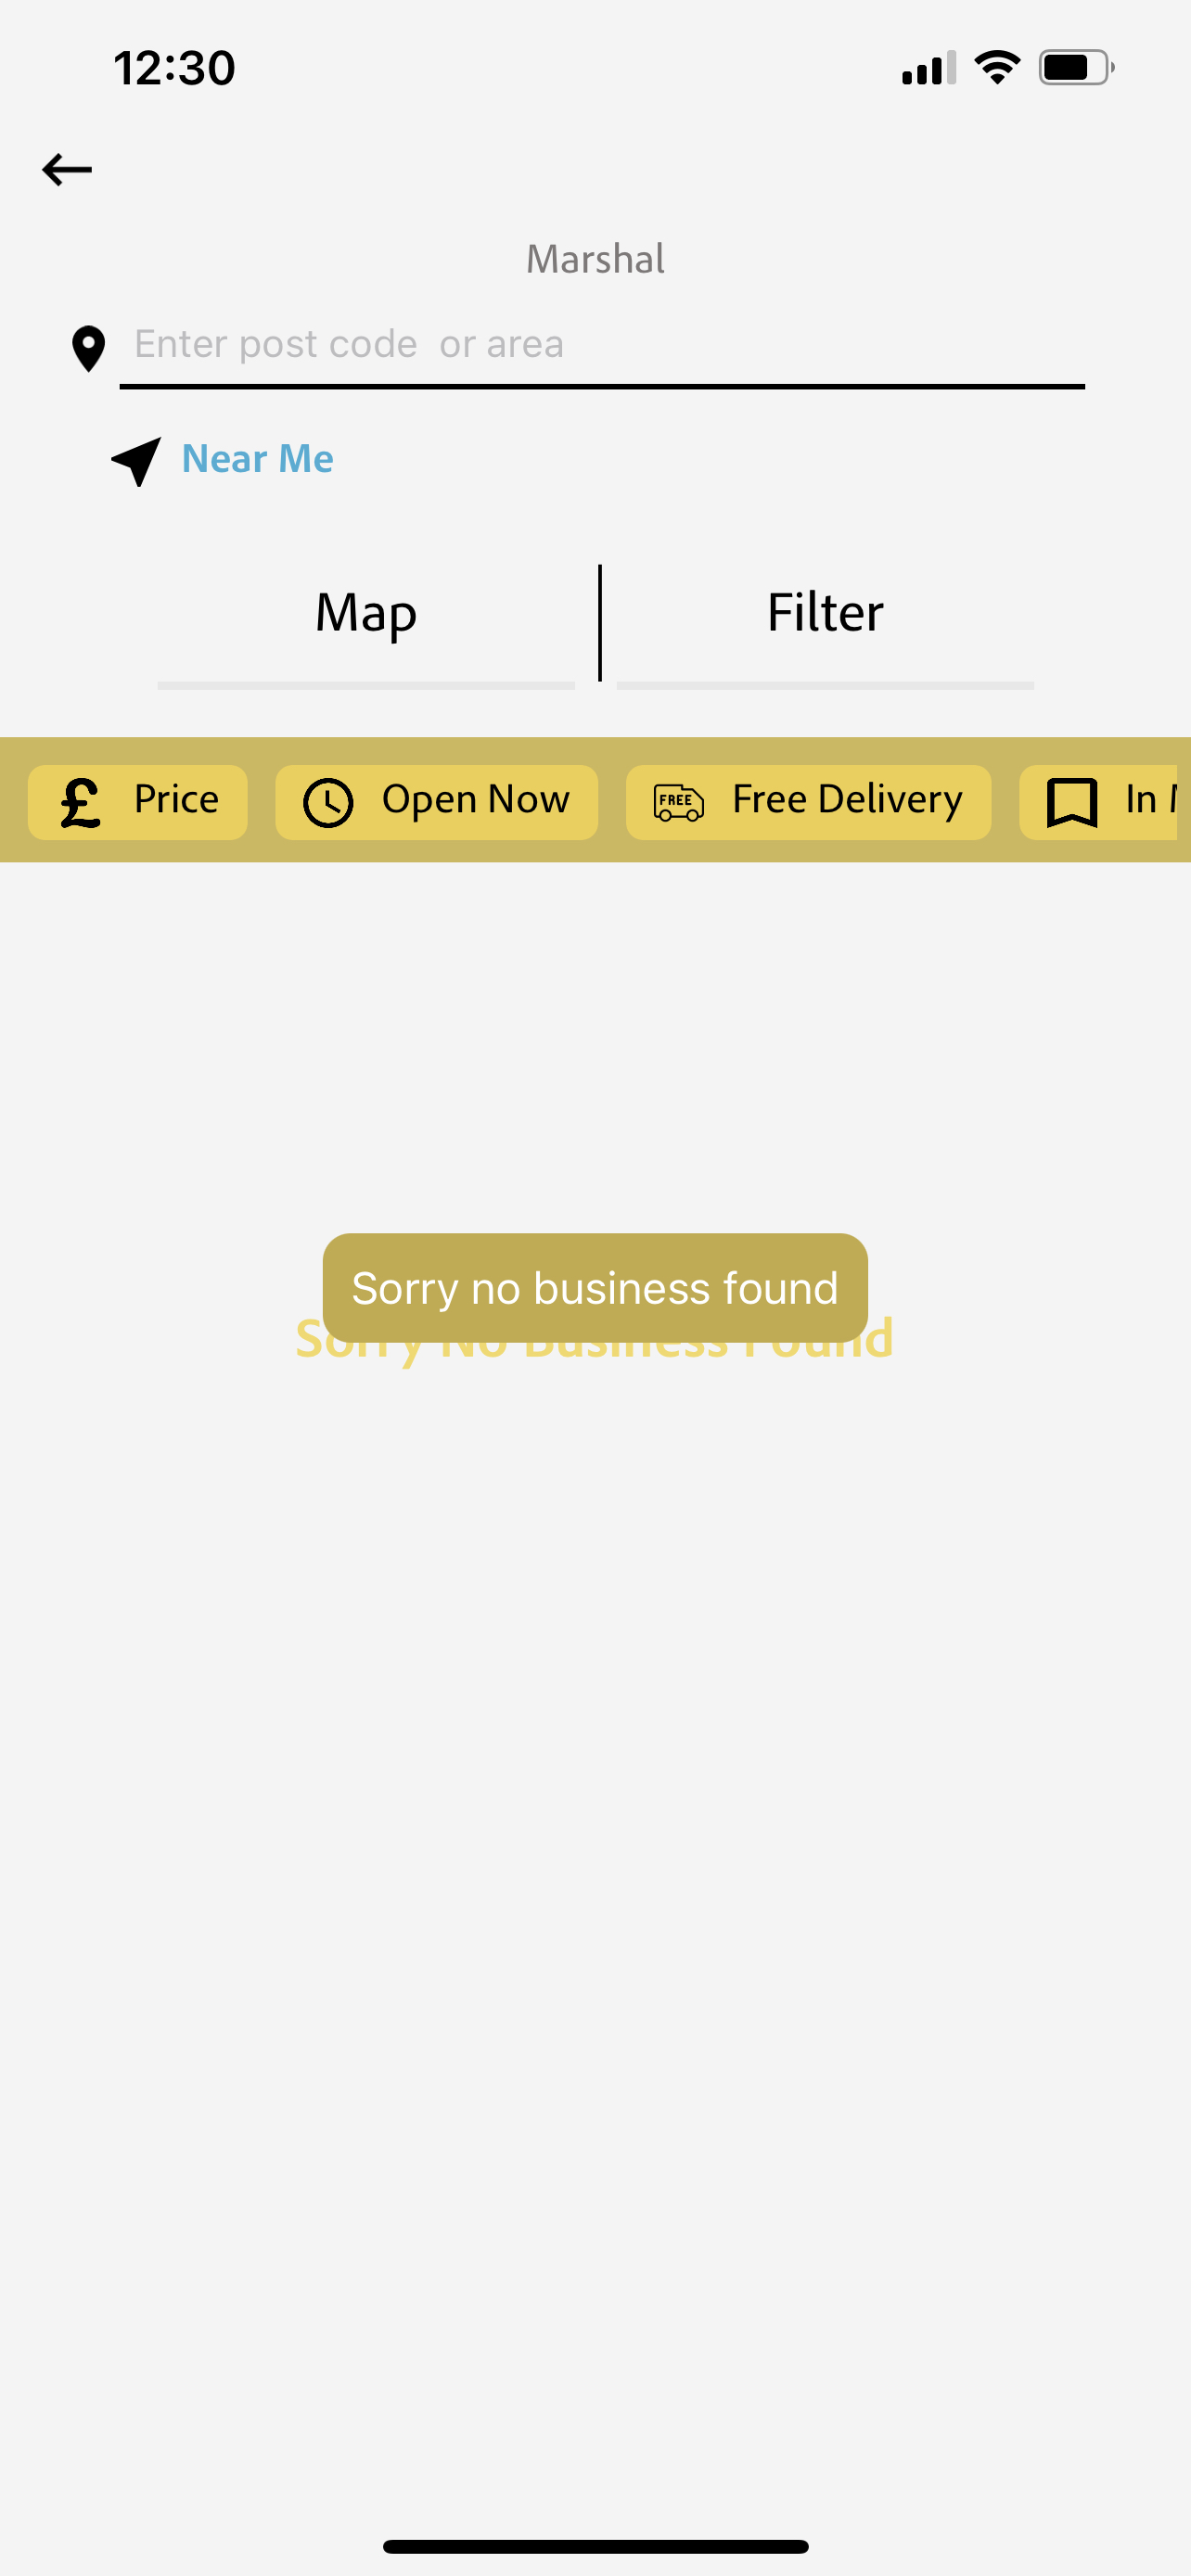 12:30
Marshal
Enter post code  or area
Near Me
Map
Filter
£ Price
Open Now
FREE Free Delivery
In
Sorry no business found
Sorry No Business Found